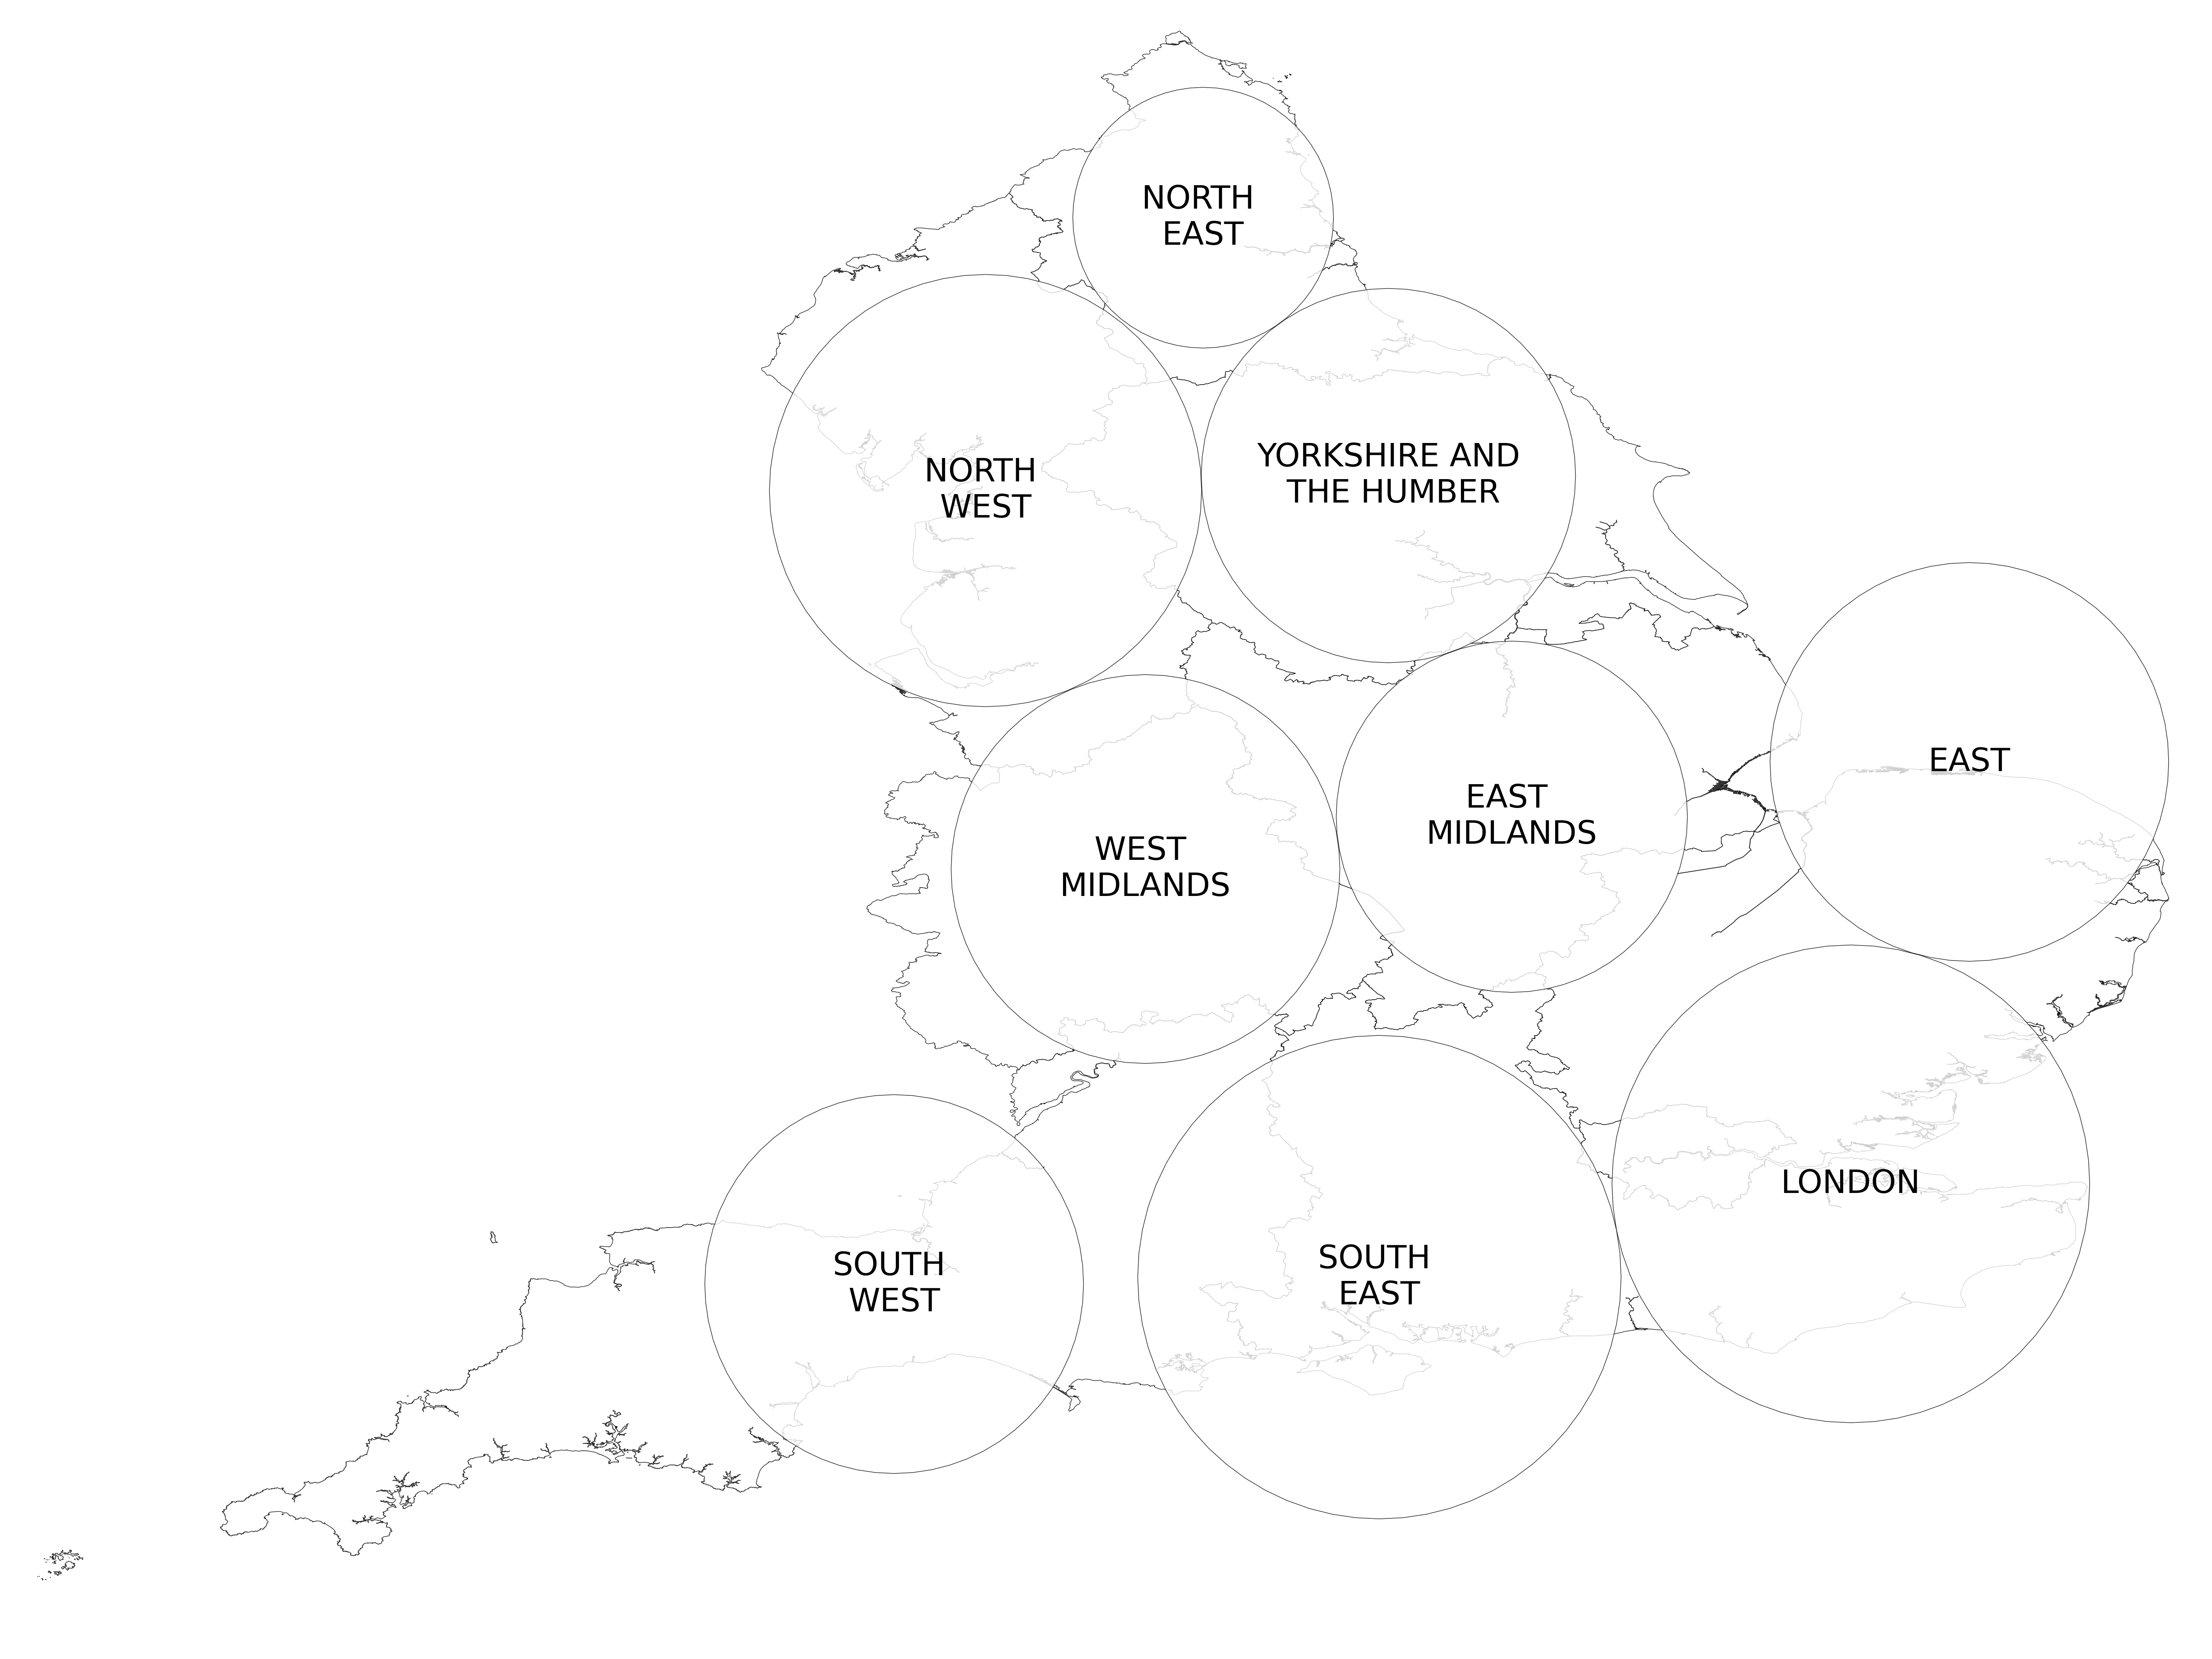 NORTH
EAST
YORKSHIRE AND
THE HUMBER
NORTH
WEST
EAST
EAST
MIDLANDS
WEST
MIDLANDS
LONDON
SOUTH
EAST
SOUTH
WEST